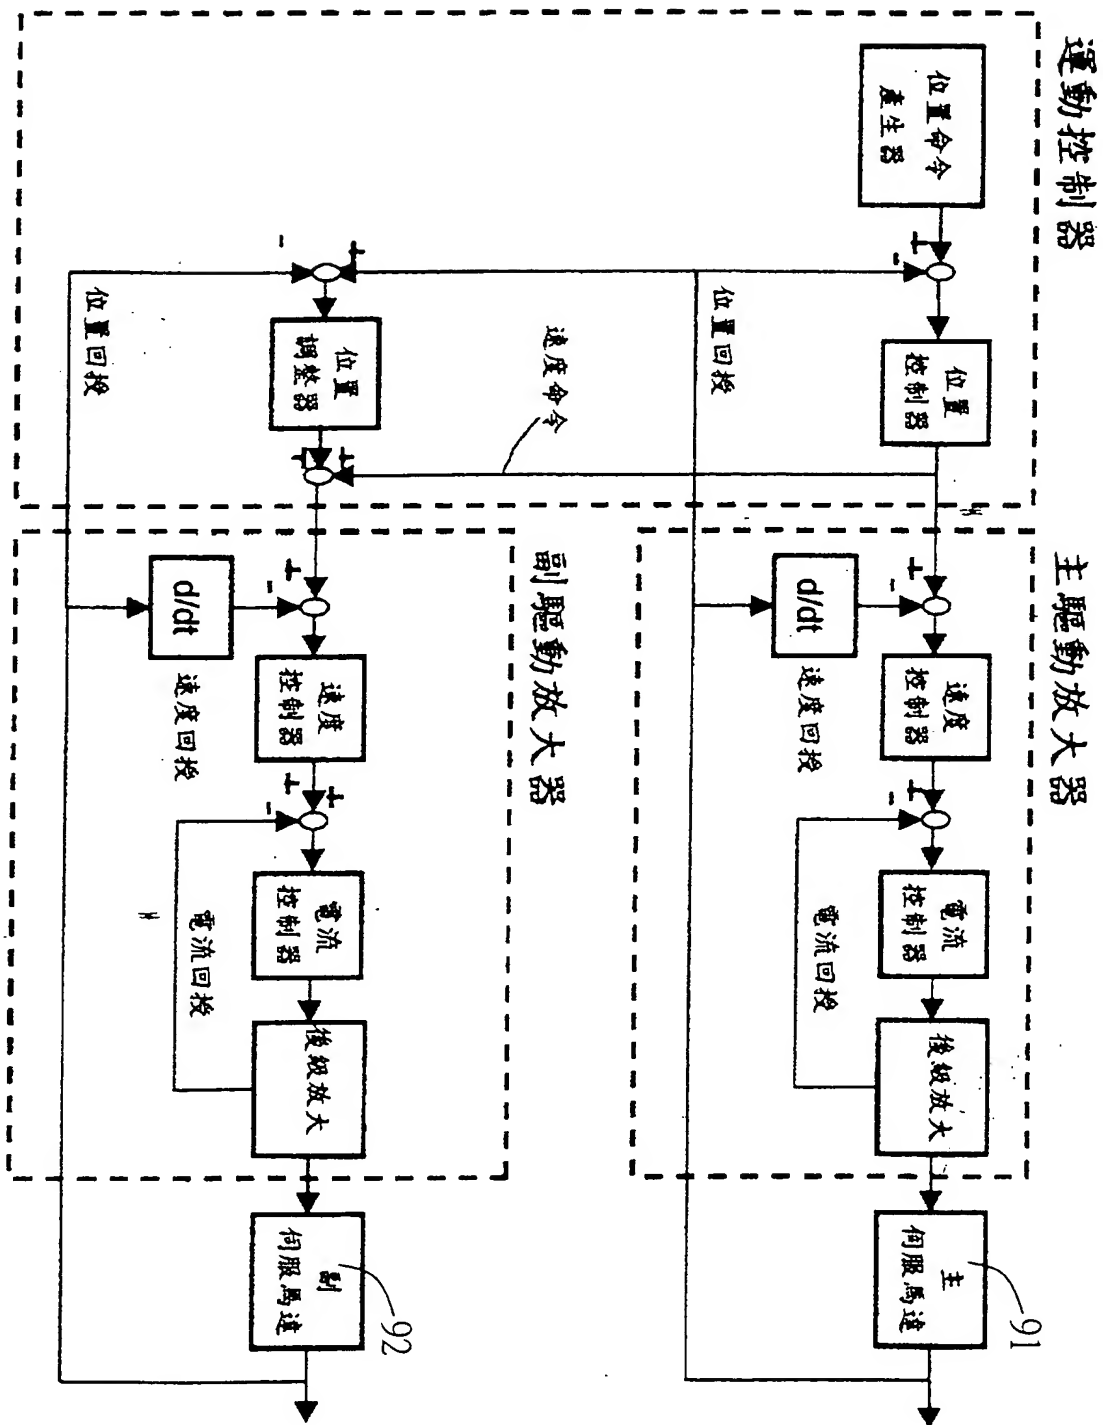 運動控制器
位置命令
產生器
+
-
位置
控制器
位置回授
速度命令
+
-
位置
調整器
+
+
位置回授
主驅動放大器
+
-
d/dt
速度回授
速度
控制器
+
-
電流
控制器
電流回授
後級放大
主
伺服馬達
91
副驅動放大器
+
-
d/dt
速度回授
速度
控制器
+
+
-
電流
控制器
電流回授
後級放大
副
伺服馬達
92